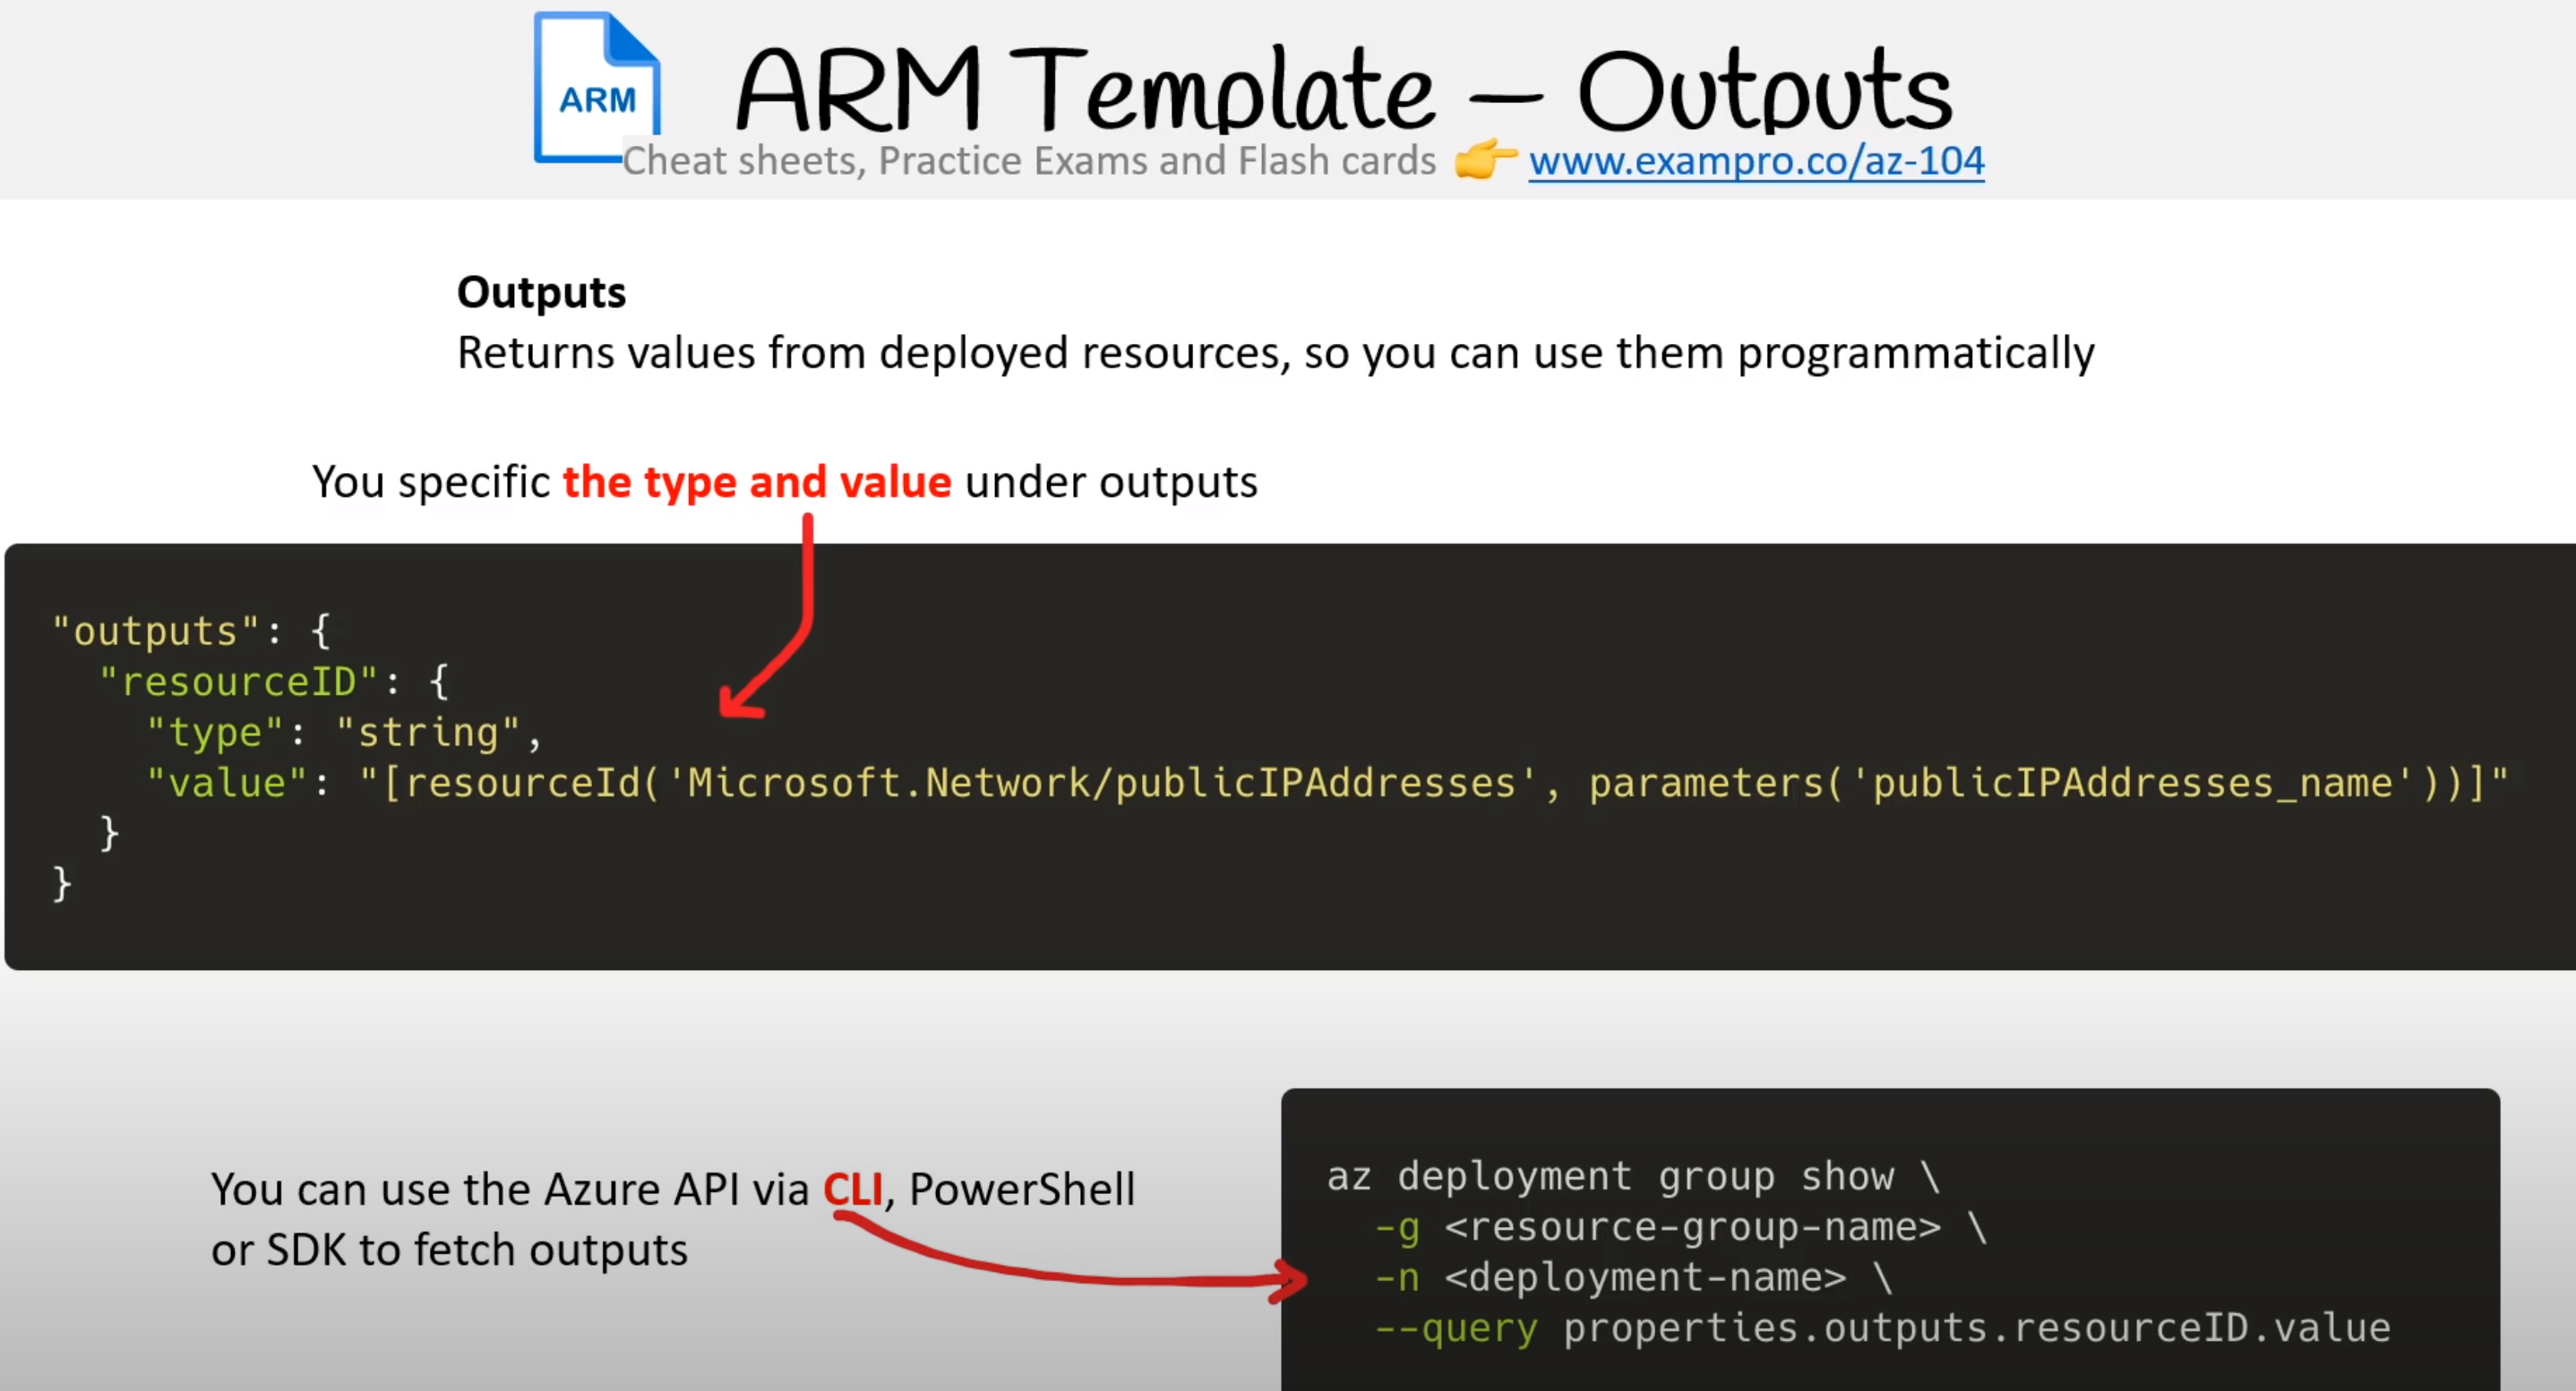 ARM
ARM Template – Outputs
Cheat sheets, Practice Exams and Flash cards 👉 www.exampro.co/az-104
Outputs
Returns values from deployed resources, so you can use them programmatically
You specific the type and value under outputs
"outputs": {
  "resourceID": {
    "type": "string",
    "value": "[resourceId('Microsoft.Network/publicIPAddresses', parameters('publicIPAddresses_name'))]"
  }
}
You can use the Azure API via CLI, PowerShell
or SDK to fetch outputs
az deployment group show \
  -g <resource-group-name> \
  -n <deployment-name> \
  --query properties.outputs.resourceID.value